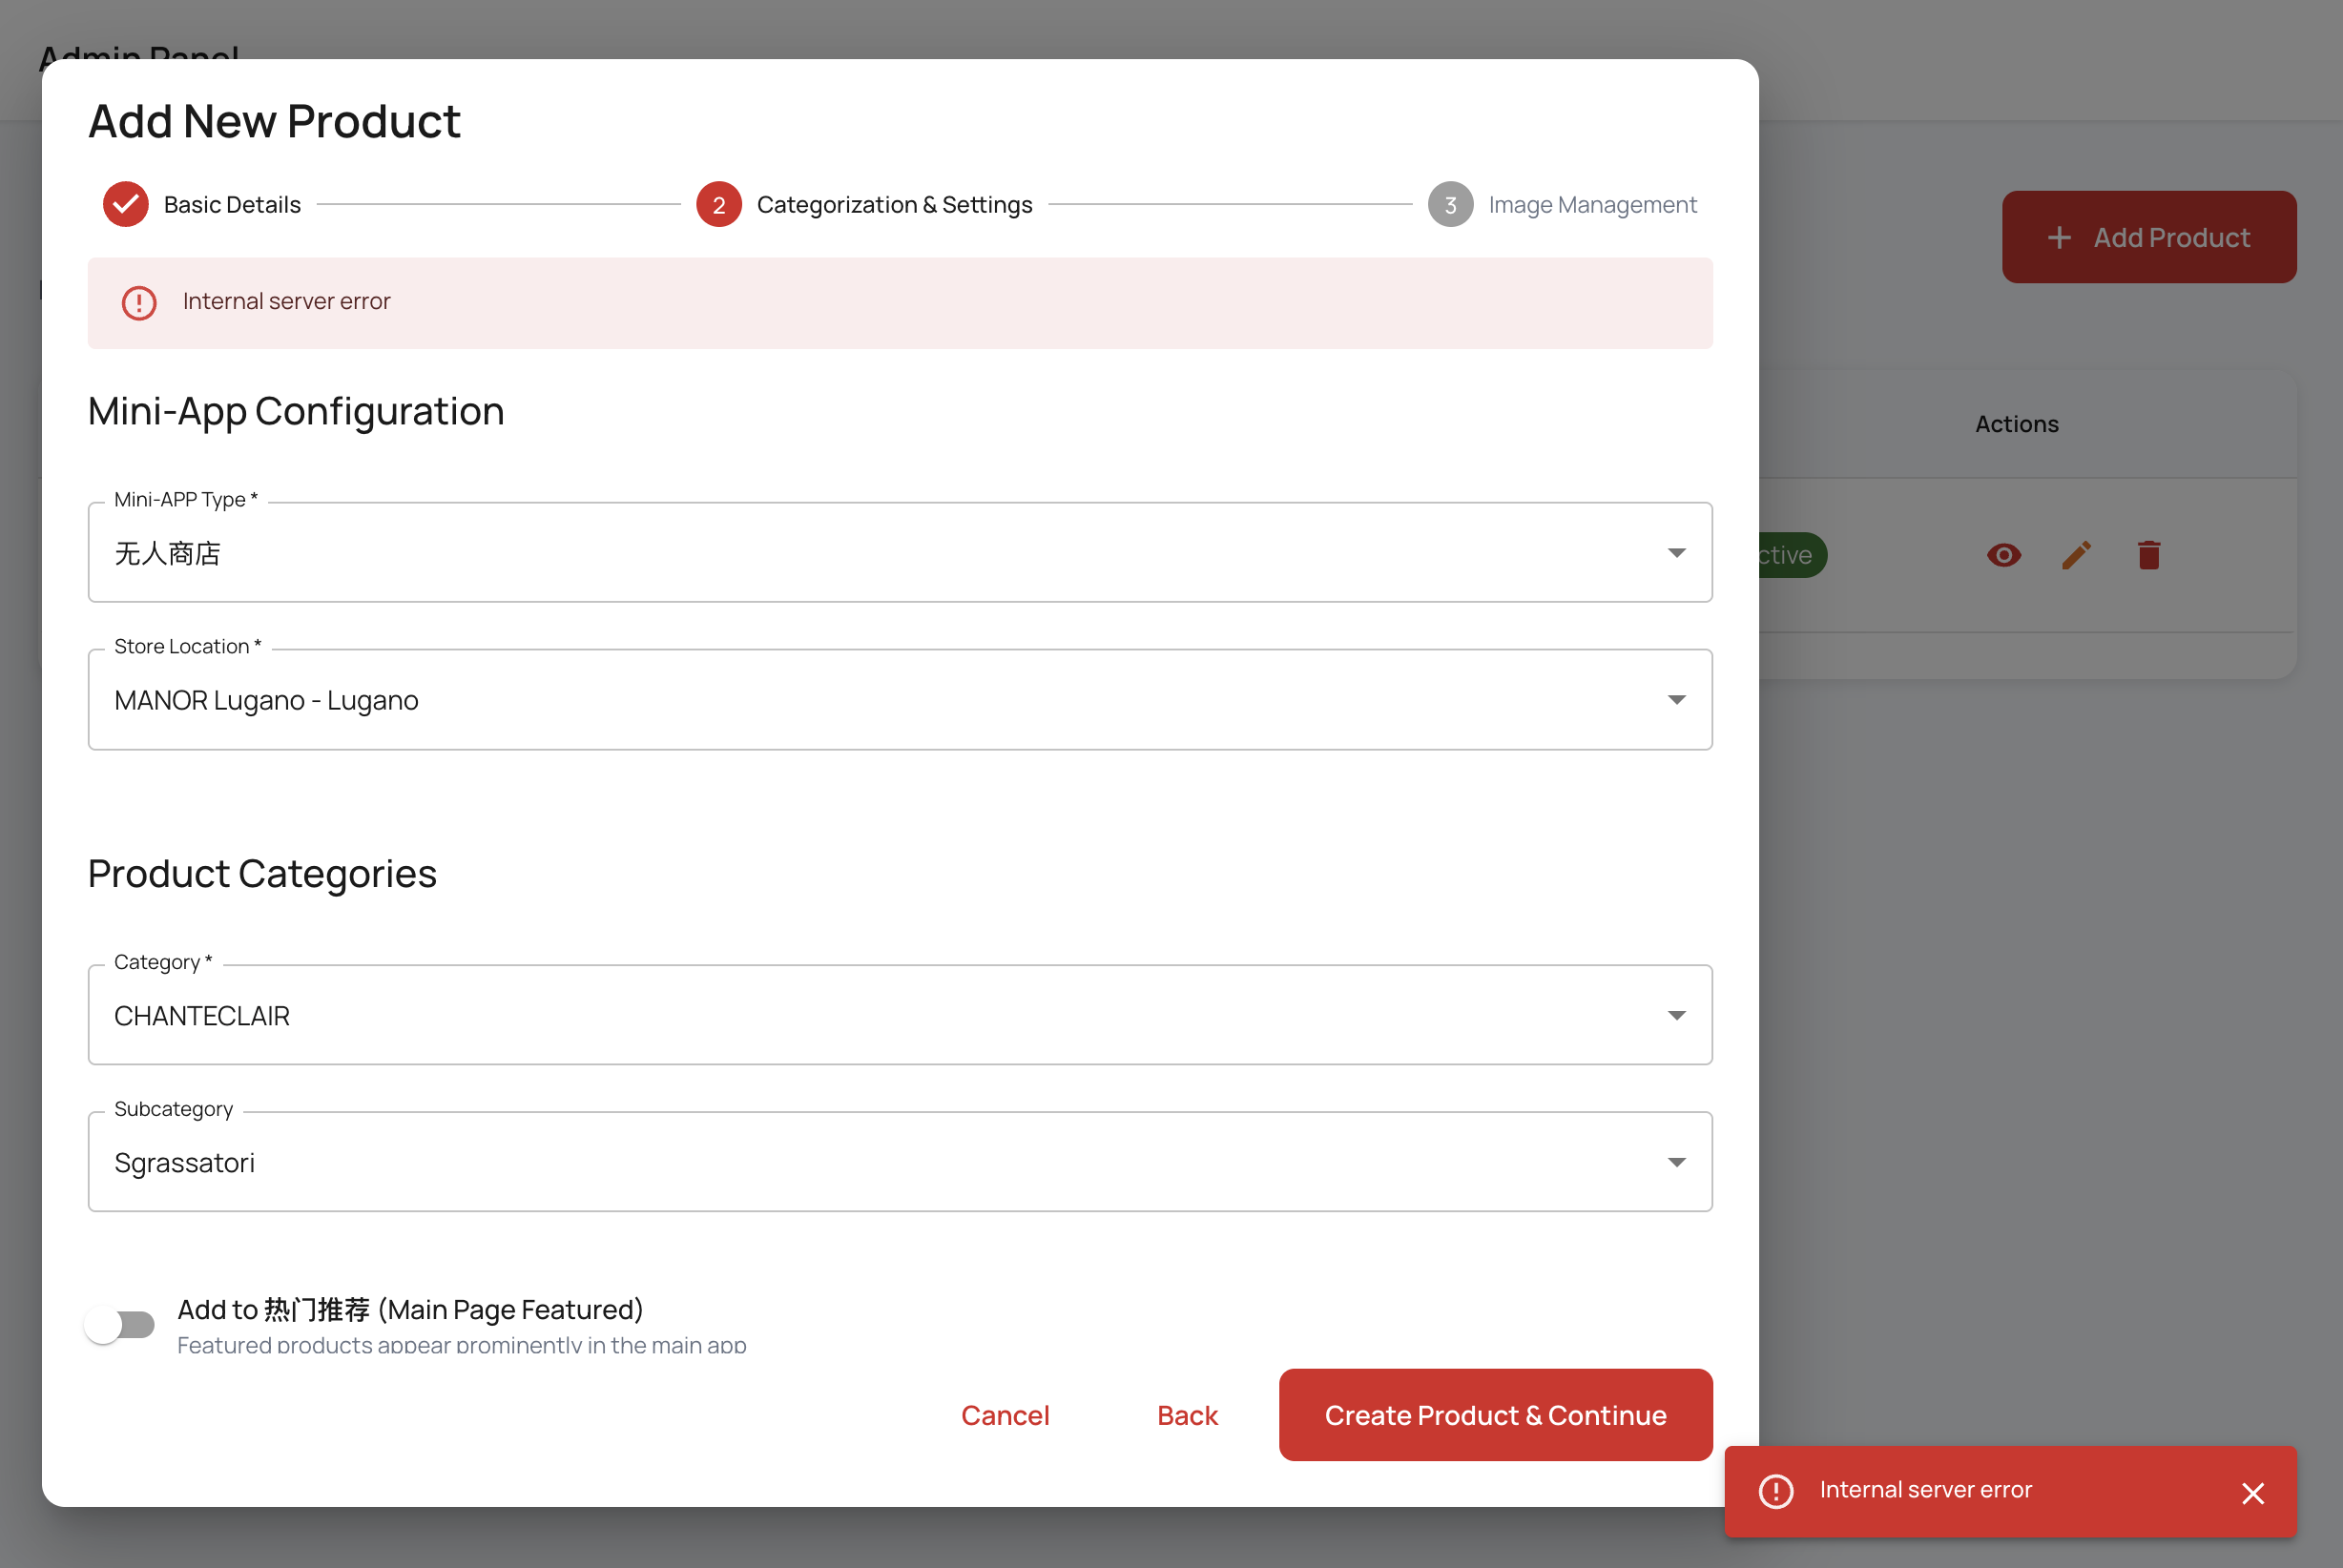 Admin Panel
Add New Product
Basic Details
2
Categorization & Settings
3
Image Management
+ Add Product
Internal server error
Mini-App Configuration
Actions
Mini-APP Type *
无人商店
ctive
Store Location *
MANOR Lugano - Lugano
Product Categories
Category *
CHANTECLAIR
Subcategory
Sgrassatori
Add to 热门推荐 (Main Page Featured)
Featured products appear prominently in the main app
Cancel
Back
Create Product & Continue
Internal server error